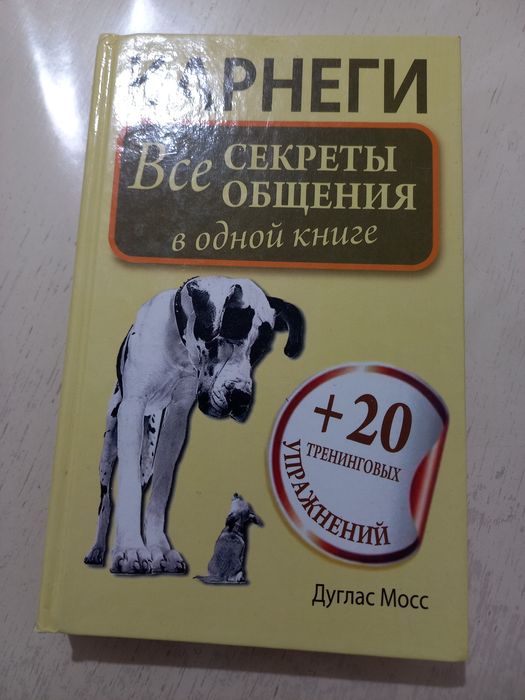 КАРНЕГИ
Все СЕКРЕТЫ
ОБЩЕНИЯ
в одной книге
+20
ТРЕНИНГОВЫХ
УПРАЖНЕНИЙ
Дуглас Мосс